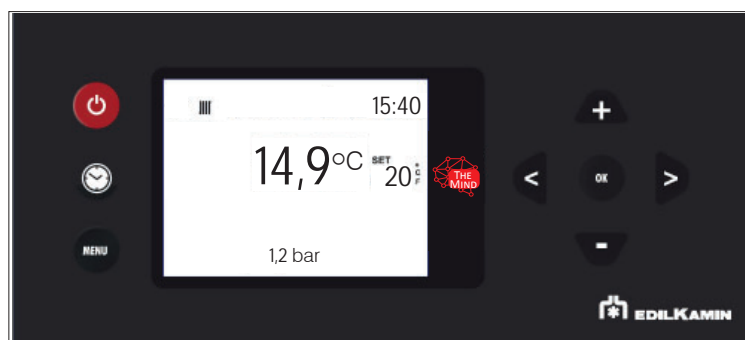 15:40
14,9°C
SET
20
°C
°F
THE
MIND
< OK >
+
-
MENU
1,2 bar
EDILKAMIN